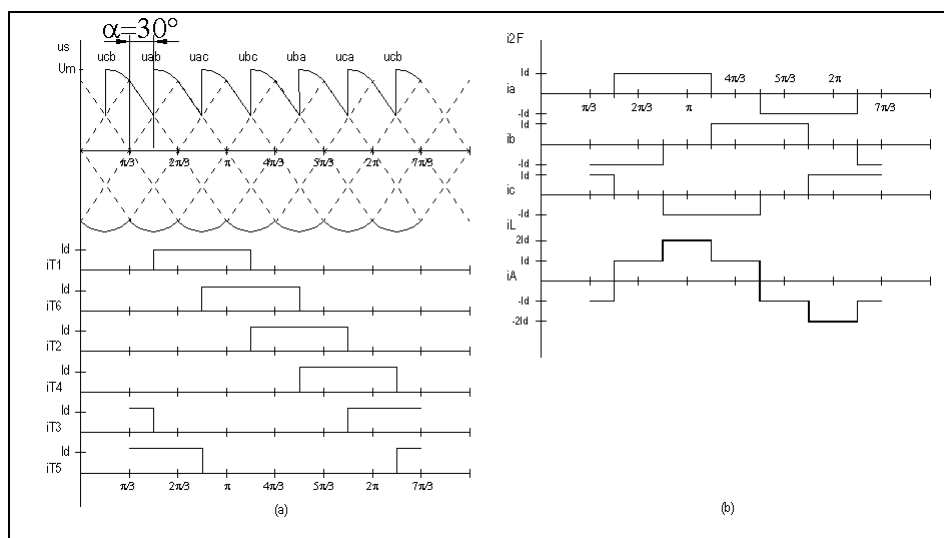 α=30°
us
Um
ucb uab uac ubc uba uca ucb
π/3 2π/3 π 4π/3 5π/3 2π 7π/3
Id
iT1
Id
iT6
Id
iT2
Id
iT4
Id
iT3
Id
iT5
π/3 2π/3 π 4π/3 5π/3 2π 7π/3
(a)
i2F
Id
ia
π/3 2π/3 π 4π/3 5π/3 2π 7π/3
-Id
Id
ib
-Id
Id
ic
-Id
iL
2Id
Id
iA
-Id
-2Id
(b)